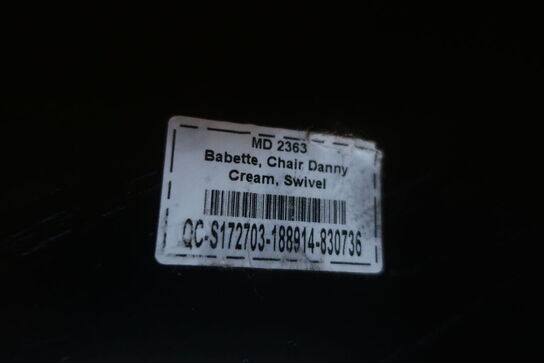 MD 2363
Babette, Chair Danny
Cream, Swivel
QC-S172703-188914-830736